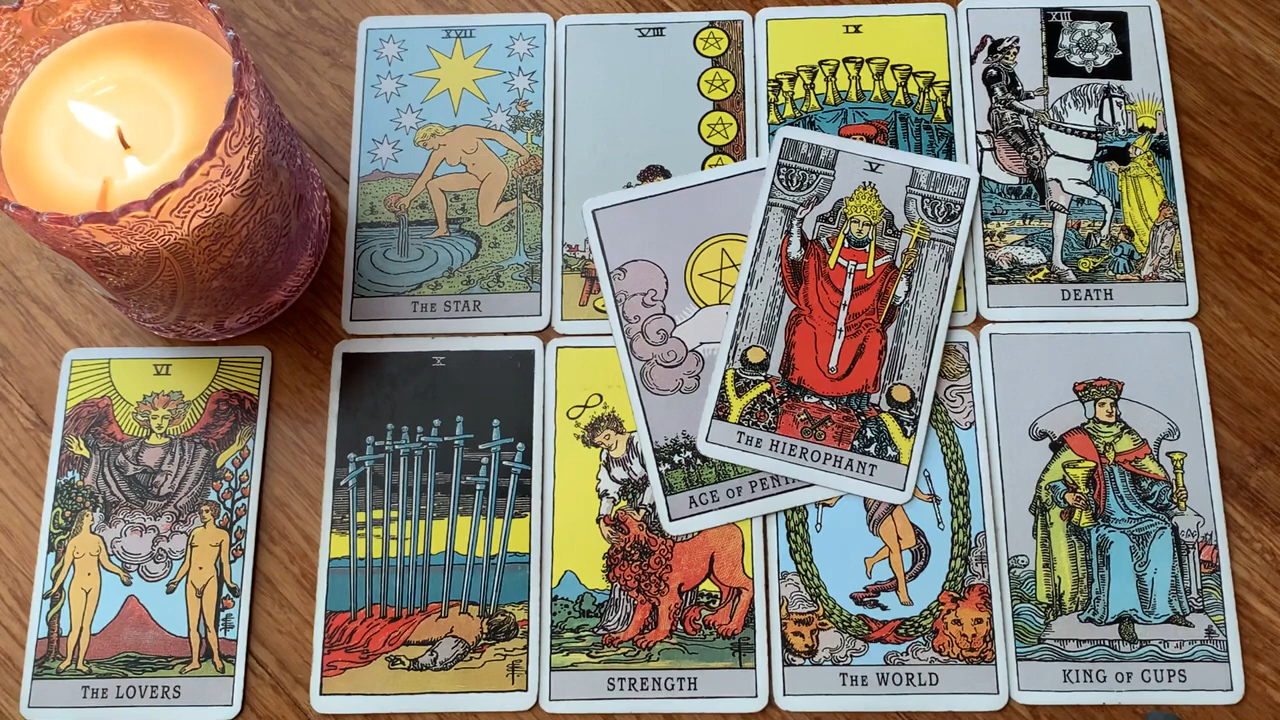 XVII
VIII
IX
XIII
The STAR
DEATH
V
The HIEROPHANT
ACE OF PENT
VI
The LOVERS
X
STRENGTH
The WORLD
KING OF CUPS